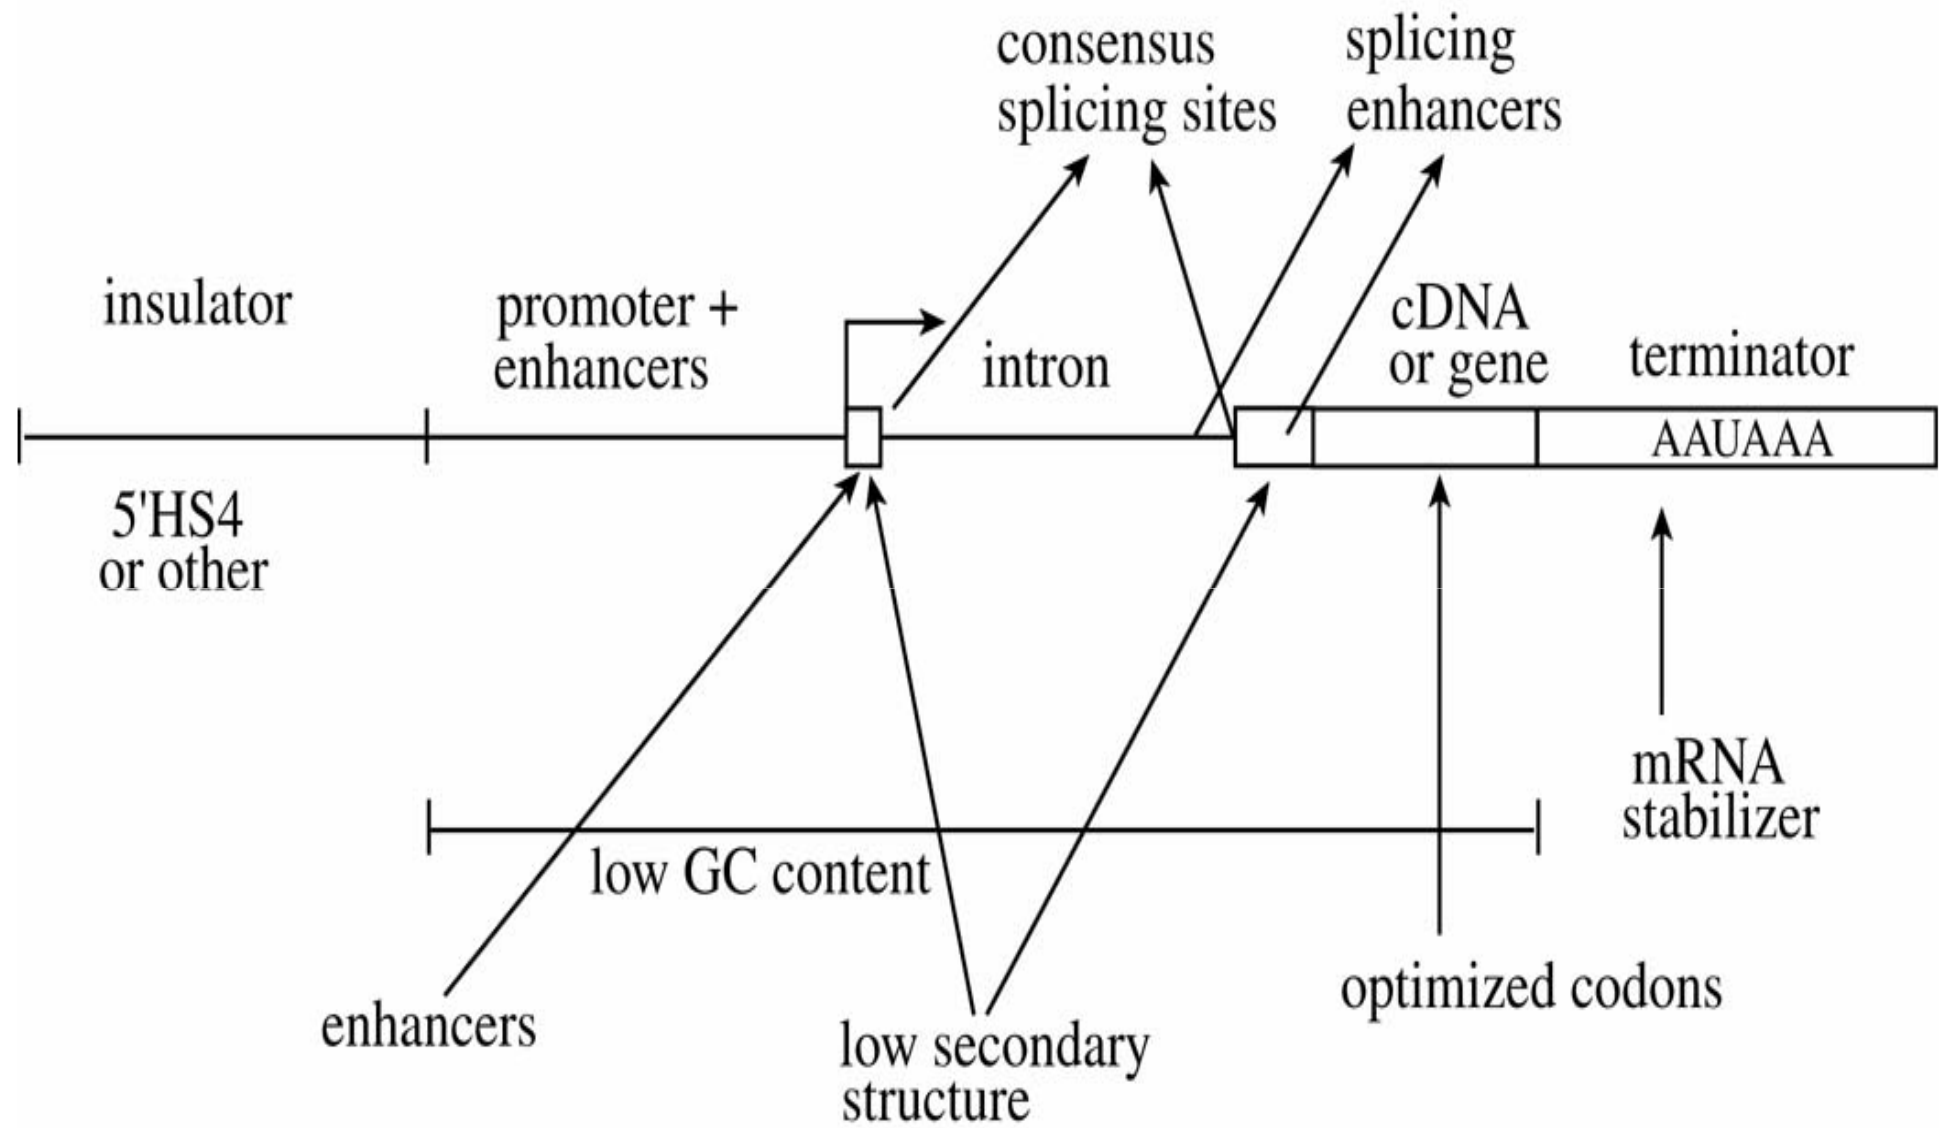 consensus
splicing sites
splicing
enhancers
insulator
promoter +
enhancers
intron
cDNA
or gene
terminator
AAUAAA
5'HS4
or other
mRNA
stabilizer
low GC content
optimized codons
enhancers
low secondary
structure